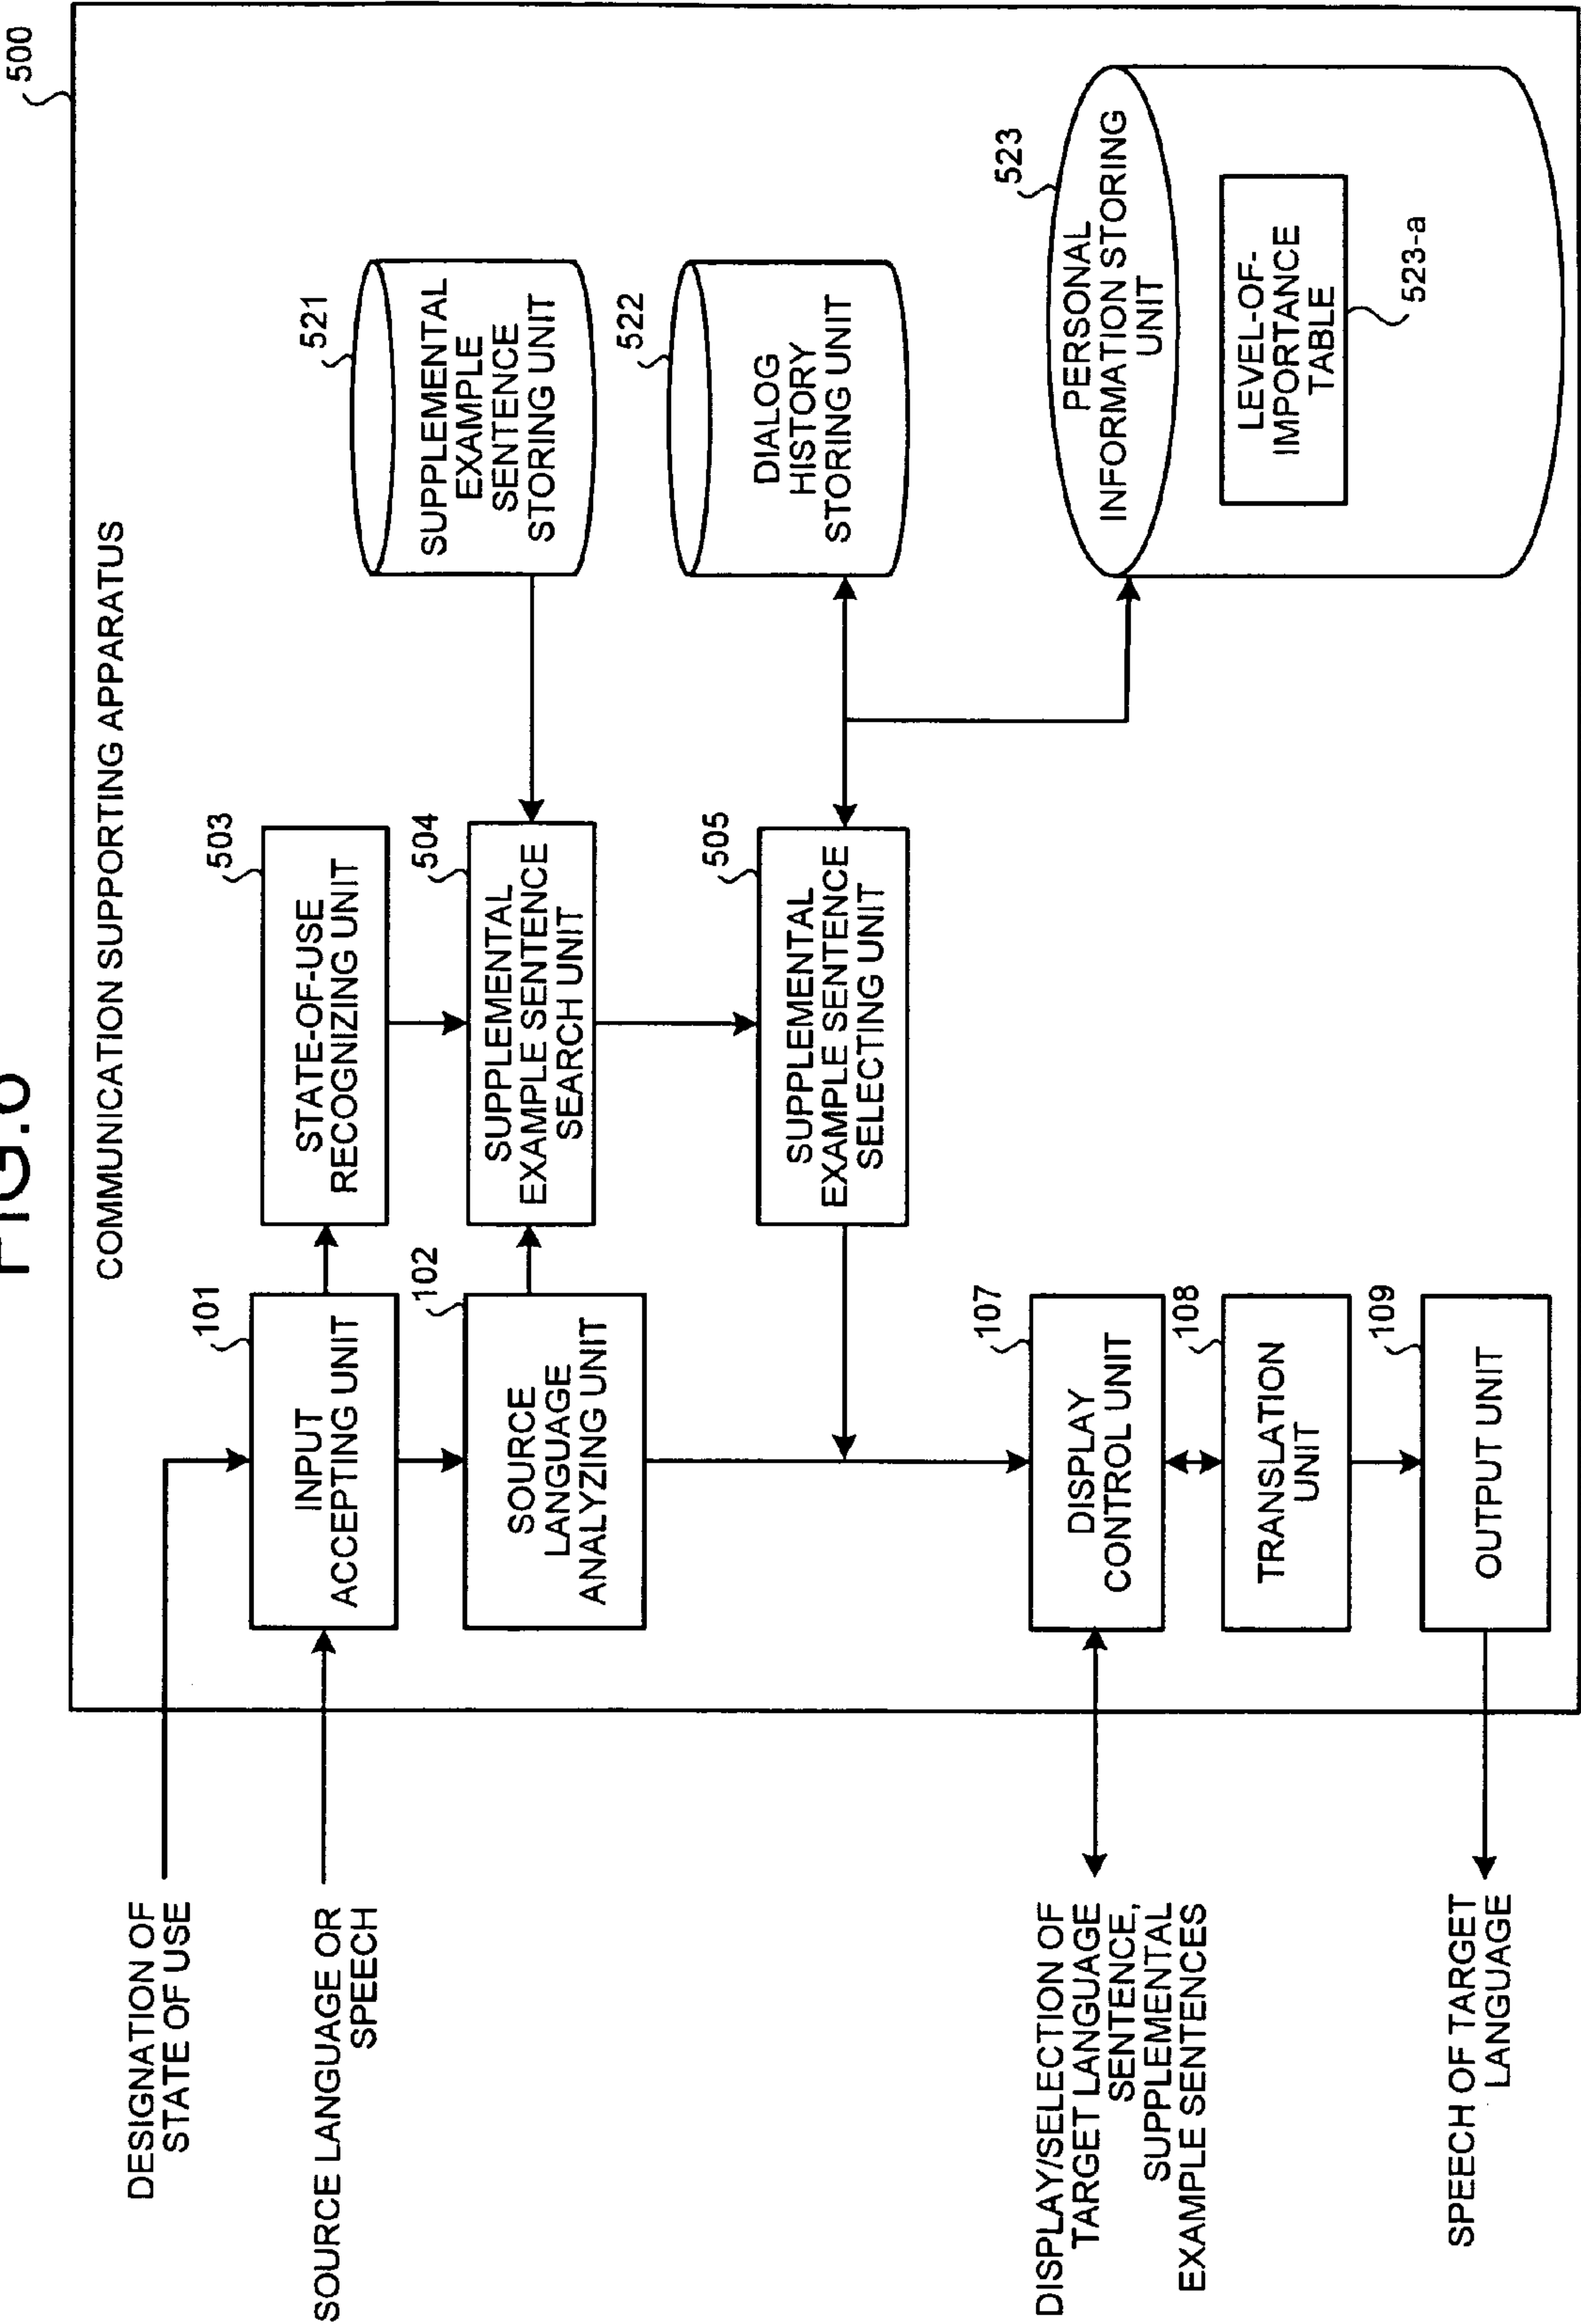 FIG.
500
COMMUNICATION SUPPORTING APPARATUS
DESIGNATION OF
STATE OF USE
SOURCE LANGUAGE OR
SPEECH
101
INPUT
ACCEPTING UNIT
503
STATE-OF-USE
RECOGNIZING UNIT
102
SOURCE
LANGUAGE
ANALYZING UNIT
504
SUPPLEMENTAL
EXAMPLE SENTENCE
SEARCH UNIT
521
SUPPLEMENTAL
EXAMPLE
SENTENCE
STORING UNIT
505
SUPPLEMENTAL
EXAMPLE SENTENCE
SELECTING UNIT
522
DIALOG
HISTORY
STORING UNIT
523
PERSONAL
INFORMATION STORING
UNIT
LEVEL-OF-
IMPORTANCE
TABLE
523-a
DISPLAY/SELECTION OF
TARGET LANGUAGE
SENTENCE,
SUPPLEMENTAL
EXAMPLE SENTENCES
107
DISPLAY
CONTROL UNIT
108
TRANSLATION
UNIT
109
OUTPUT UNIT
SPEECH OF TARGET
LANGUAGE